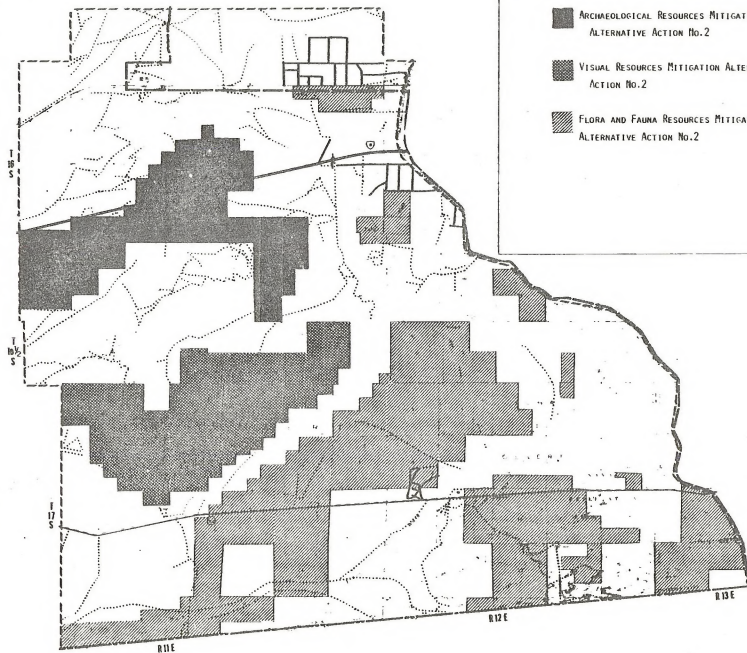 ARCHAEOLOGICAL RESOURCES MITIGAT
ALTERNATIVE ACTION NO.2
VISUAL RESOURCES MITIGATION ALTE
ACTION NO.2
FLORA AND FAUNA RESOURCES MITIGA
ALTERNATIVE ACTION NO.2
T
16
S
T
16½
S
T
17
S
R11E
R12E
R13E